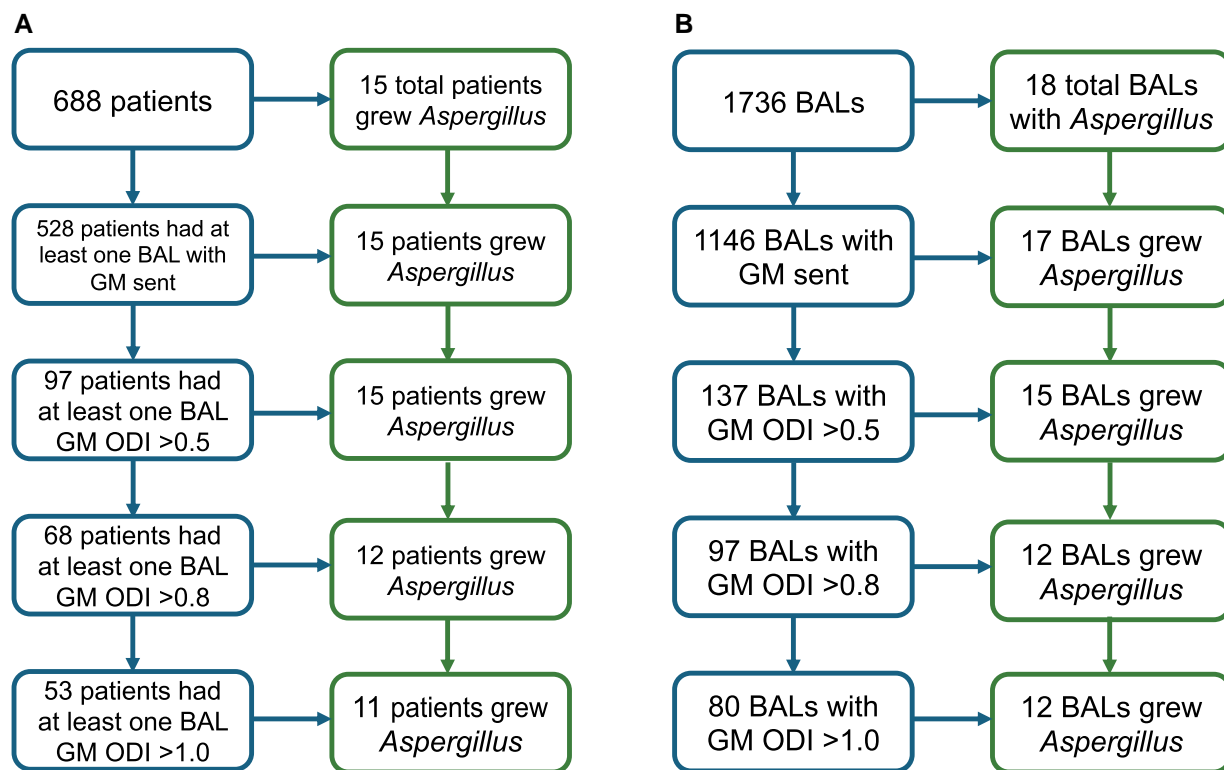 A
688 patients
15 total patients
grew Aspergillus
528 patients had at
least one BAL with
GM sent
15 patients grew
Aspergillus
97 patients had
at least one BAL
GM ODI >0.5
15 patients grew
Aspergillus
68 patients had
at least one BAL
GM ODI >0.8
12 patients grew
Aspergillus
53 patients had
at least one BAL
GM ODI >1.0
11 patients grew
Aspergillus
B
1736 BALs
18 total BALs
with Aspergillus
1146 BALs with
GM sent
17 BALs grew
Aspergillus
137 BALs with
GM ODI >0.5
15 BALs grew
Aspergillus
97 BALs with
GM ODI >0.8
12 BALs grew
Aspergillus
80 BALs with
GM ODI >1.0
12 BALs grew
Aspergillus